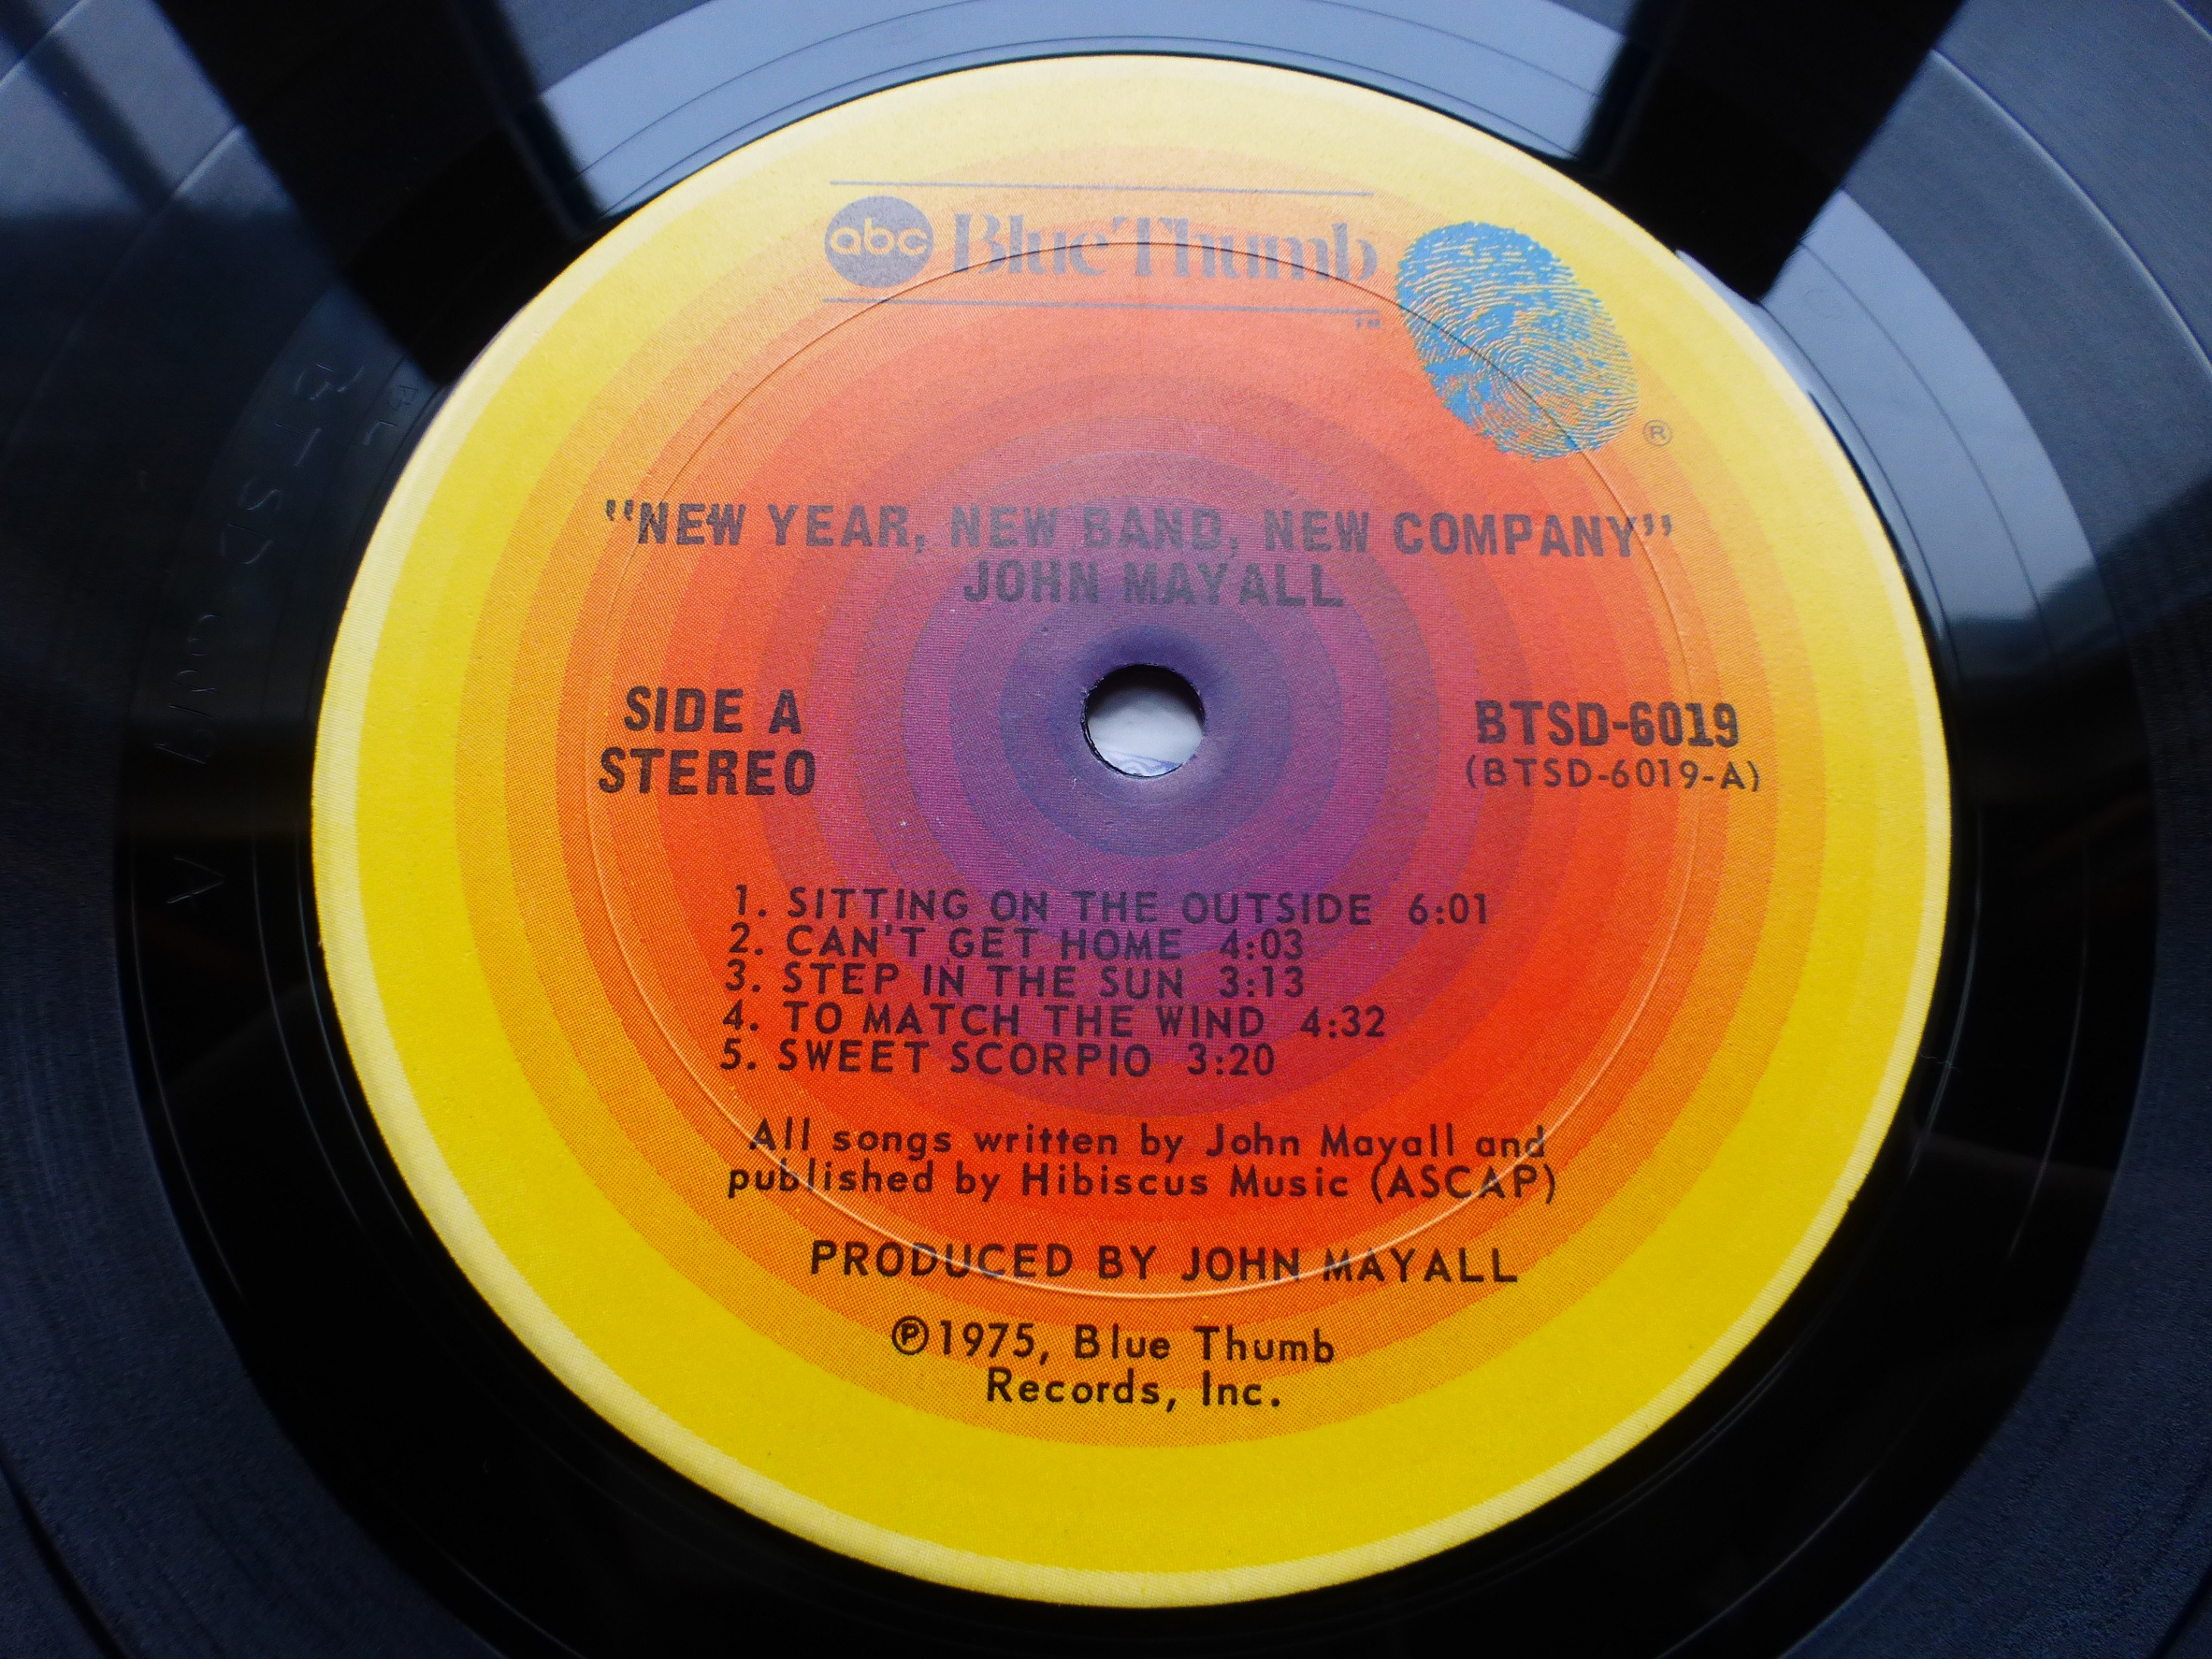 abc Blue Thumb
™
®
"NEW YEAR, NEW BAND, NEW COMPANY"
JOHN MAYALL
SIDE A
STEREO
BTSD-6019
(BTSD-6019-A)
1. SITTING ON THE OUTSIDE 6:01
2. CAN'T GET HOME 4:03
3. STEP IN THE SUN 3:13
4. TO MATCH THE WIND 4:32
5. SWEET SCORPIO 3:20
All songs written by John Mayall and
published by Hibiscus Music (ASCAP)
PRODUCED BY JOHN MAYALL
℗1975, Blue Thumb
Records, Inc.